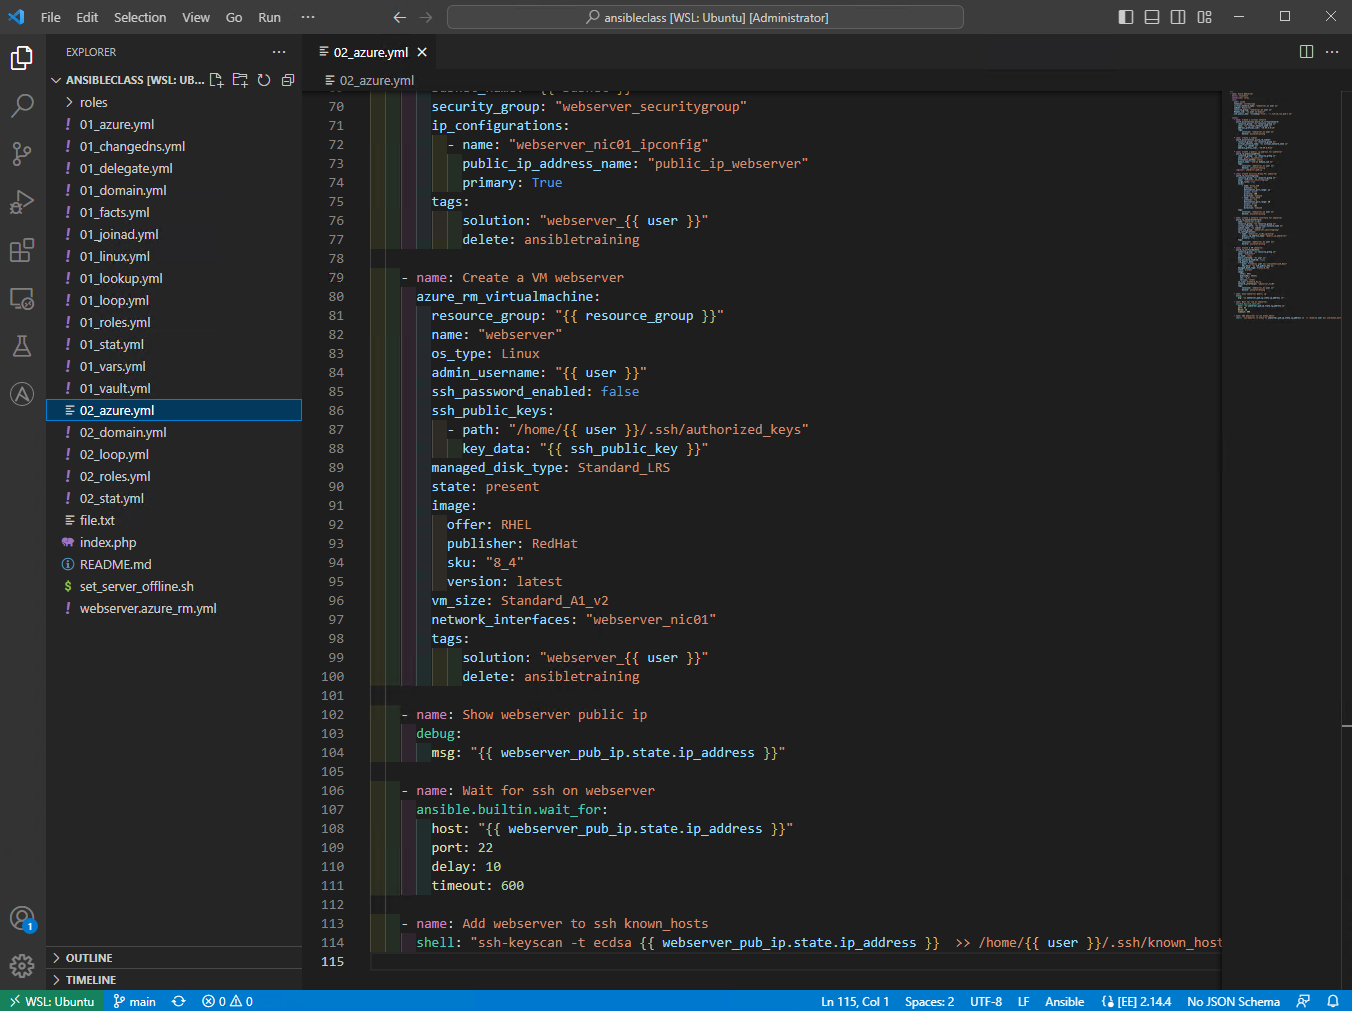 File Edit Selection View Go Run ··· ansibleclass [WSL: Ubuntu] [Administrator]
EXPLORER ···
02_azure.yml
ANSIBLECLASS [WSL: UB...
02_azure.yml
roles
01_azure.yml
01_changedns.yml
01_delegate.yml
01_domain.yml
01_facts.yml
01_joinad.yml
01_linux.yml
01_lookup.yml
01_loop.yml
01_roles.yml
01_stat.yml
01_vars.yml
01_vault.yml
02_azure.yml
02_domain.yml
02_loop.yml
02_roles.yml
02_stat.yml
file.txt
index.php
README.md
$ set_server_offline.sh
webserver.azure_rm.yml
OUTLINE
TIMELINE
70 security_group: "webserver_securitygroup"
71 ip_configurations:
72 - name: "webserver_nic01_ipconfig"
73 public_ip_address_name: "public_ip_webserver"
74 primary: True
75 tags:
76 solution: "webserver_{{ user }}"
77 delete: ansibletraining
78
79 - name: Create a VM webserver
80 azure_rm_virtualmachine:
81 resource_group: "{{ resource_group }}"
82 name: "webserver"
83 os_type: Linux
84 admin_username: "{{ user }}"
85 ssh_password_enabled: false
86 ssh_public_keys:
87 - path: "/home/{{ user }}/.ssh/authorized_keys"
88 key_data: "{{ ssh_public_key }}"
89 managed_disk_type: Standard_LRS
90 state: present
91 image:
92 offer: RHEL
93 publisher: RedHat
94 sku: "8_4"
95 version: latest
96 vm_size: Standard_A1_v2
97 network_interfaces: "webserver_nic01"
98 tags:
99 solution: "webserver_{{ user }}"
100 delete: ansibletraining
101
102 - name: Show webserver public ip
103 debug:
104 msg: "{{ webserver_pub_ip.state.ip_address }}"
105
106 - name: Wait for ssh on webserver
107 ansible.builtin.wait_for:
108 host: "{{ webserver_pub_ip.state.ip_address }}"
109 port: 22
110 delay: 10
111 timeout: 600
112
113 - name: Add webserver to ssh known_hosts
114 shell: "ssh-keyscan -t ecdsa {{ webserver_pub_ip.state.ip_address }} >> /home/{{ user }}/.ssh/known_host
115
1
WSL: Ubuntu main 0 0 Ln 115, Col 1 Spaces: 2 UTF-8 LF Ansible [EE] 2.14.4 No JSON Schema